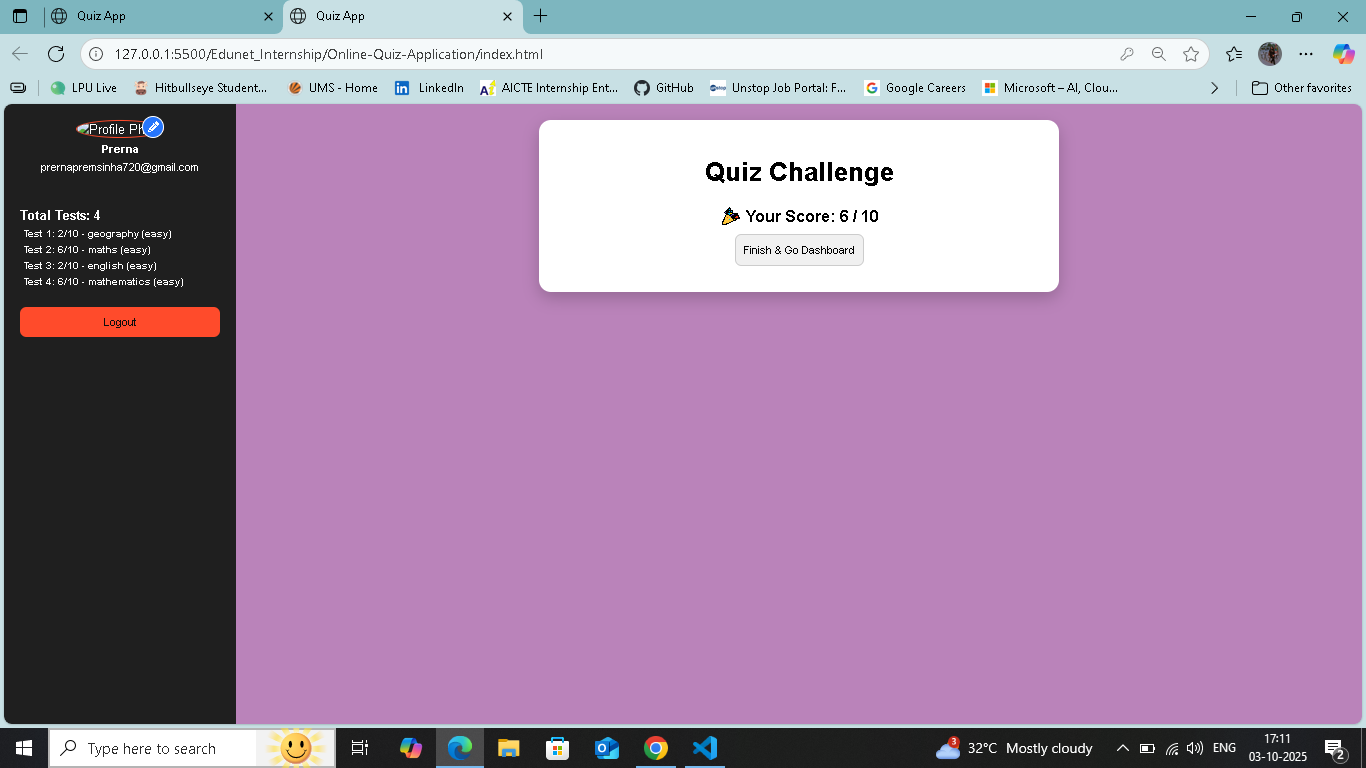 Quiz App
Quiz App
127.0.0.1:5500/Edunet_Internship/Online-Quiz-Application/index.html
LPU Live
Hitbullseye Student...
UMS - Home
LinkedIn
AICTE Internship Ent...
GitHub
Unstop Job Portal: F...
Google Careers
Microsoft – AI, Clou...
Other favorites
Profile Ph
Prerna
prernapremsinha720@gmail.com
Total Tests: 4
Test 1: 2/10 - geography (easy)
Test 2: 6/10 - maths (easy)
Test 3: 2/10 - english (easy)
Test 4: 6/10 - mathematics (easy)
Logout
Quiz Challenge
🎉 Your Score: 6 / 10
Finish & Go Dashboard
Type here to search
3
32°C Mostly cloudy
ENG
17:11
03-10-2025
2